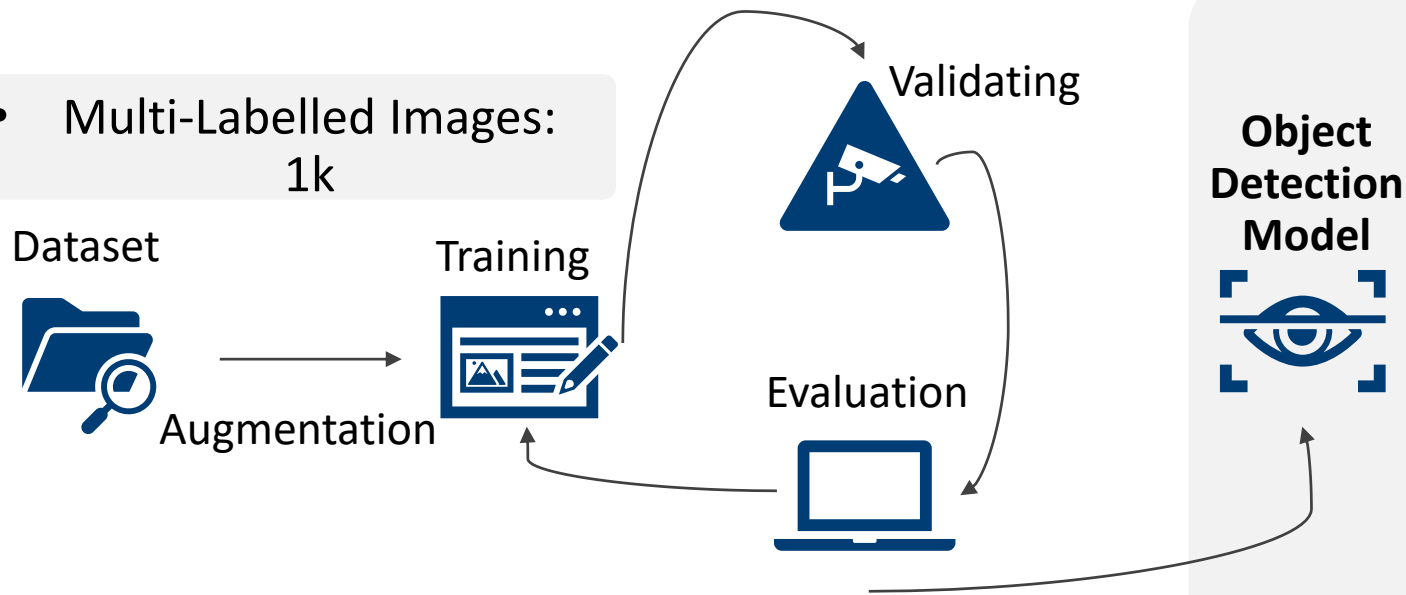 • Multi-Labelled Images:
1k
Dataset
Augmentation
Training
Validating
Evaluation
Object
Detection
Model